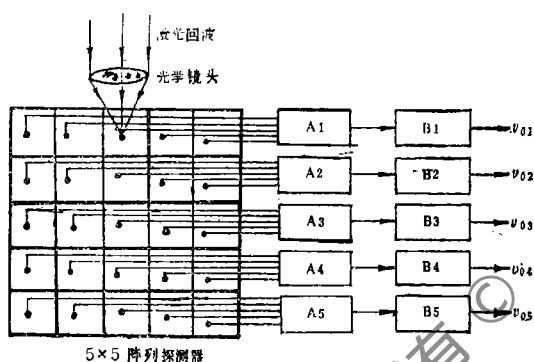 激光回波
光学镜头
A1 B1 v01
A2 B2 v02
A3 B3 v03
A4 B4 v04
A5 B5 v05
5×5 阵列探测器
有 ©